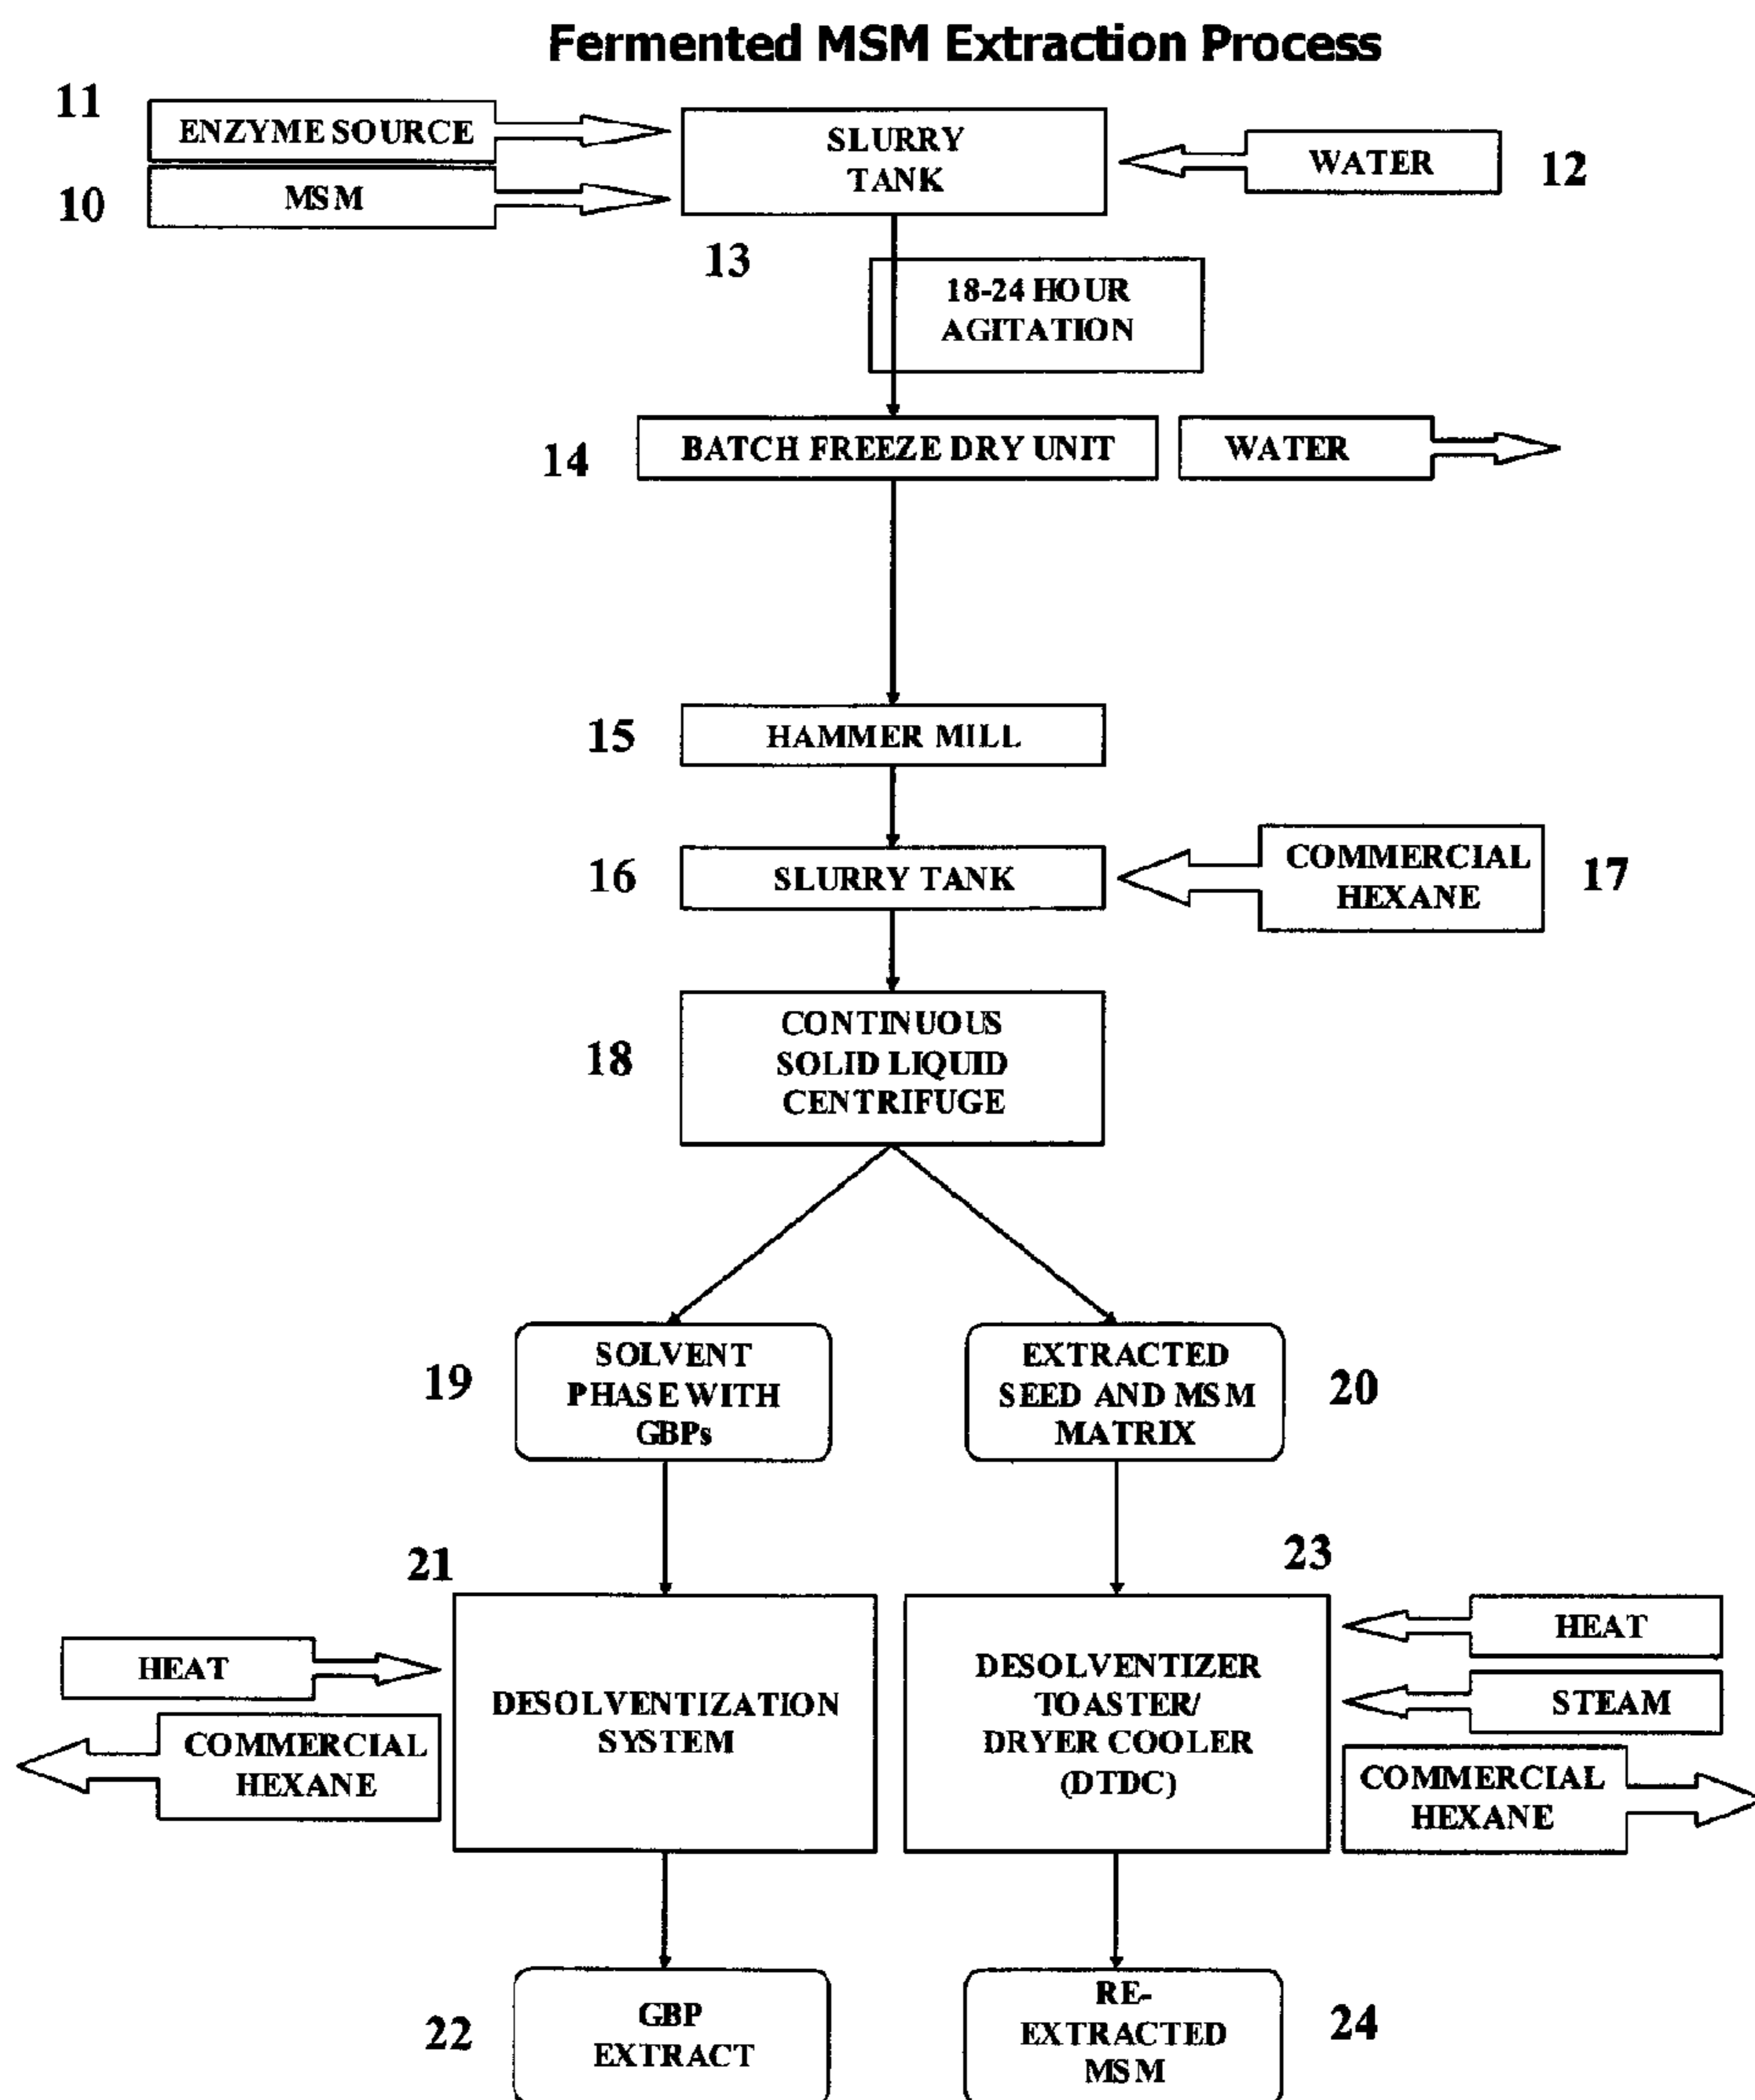 Fermented MSM Extraction Process
11
ENZYME SOURCE
SLURRY
TANK
WATER
12
10
MSM
13
18-24 HOUR
AGITATION
14
BATCH FREEZE DRY UNIT
WATER
15
HAMMER MILL
16
SLURRY TANK
COMMERCIAL
HEXANE
17
18
CONTINUOUS
SOLID LIQUID
CENTRIFUGE
19
SOLVENT
PHASE WITH
GBPs
EXTRACTED
SEED AND MSM
MATRIX
20
21
23
HEAT
COMMERCIAL
HEXANE
DESOLVENTIZATION
SYSTEM
DESOLVENTIZER
TOASTER/
DRYER COOLER
(DTDC)
HEAT
STEAM
COMMERCIAL
HEXANE
22
GBP
EXTRACT
RE-
EXTRACTED
MSM
24